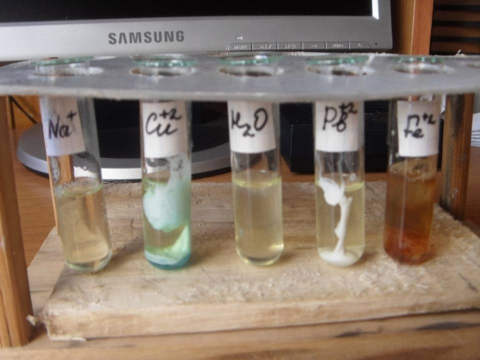 SAMSUNG
Na+
Cu+2
H2O
Pb+2
Fe+2